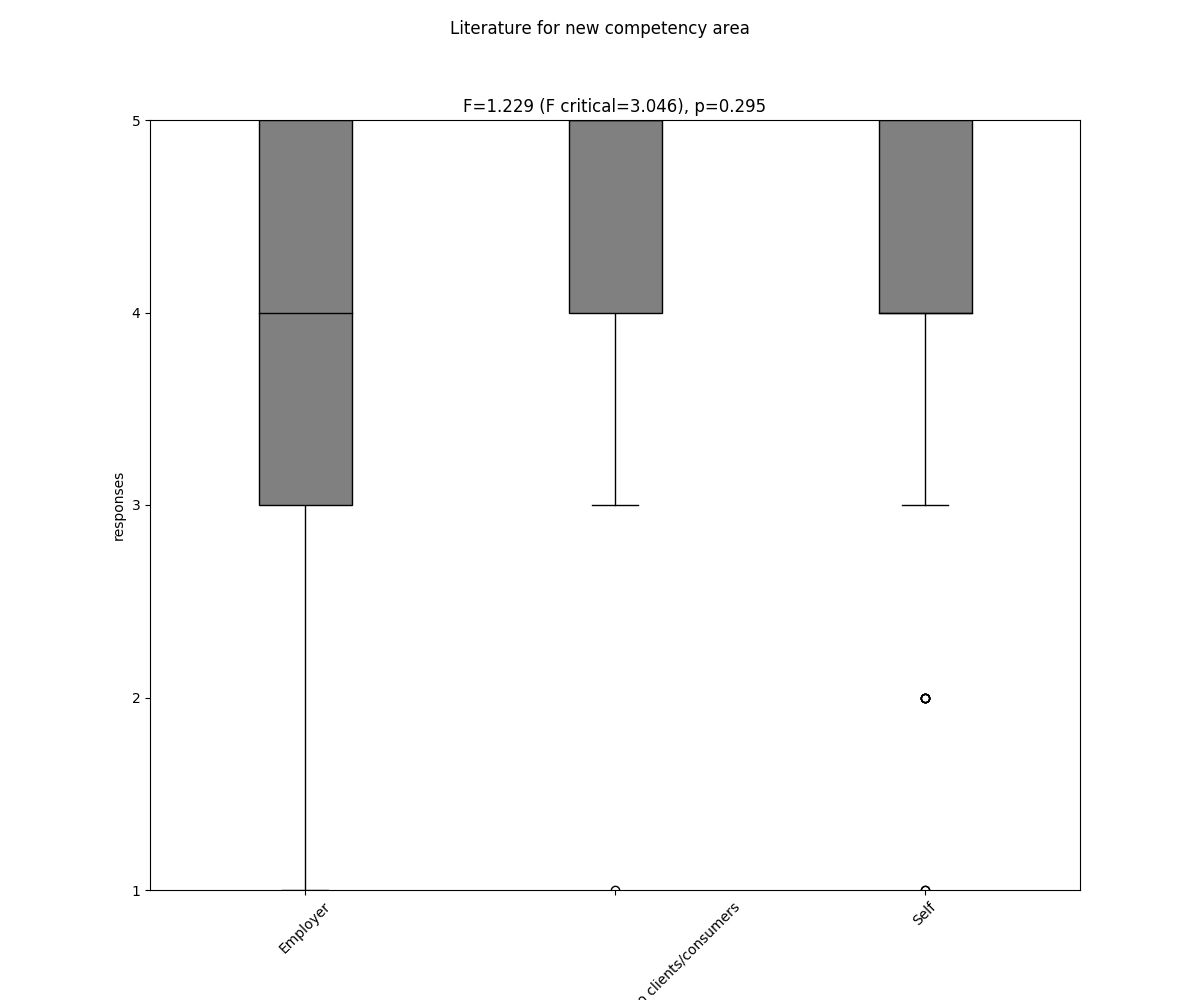 Literature for new competency area
F=1.229 (F critical=3.046), p=0.295
responses
5
4
3
2
1
Employer
clients/consumers
Self